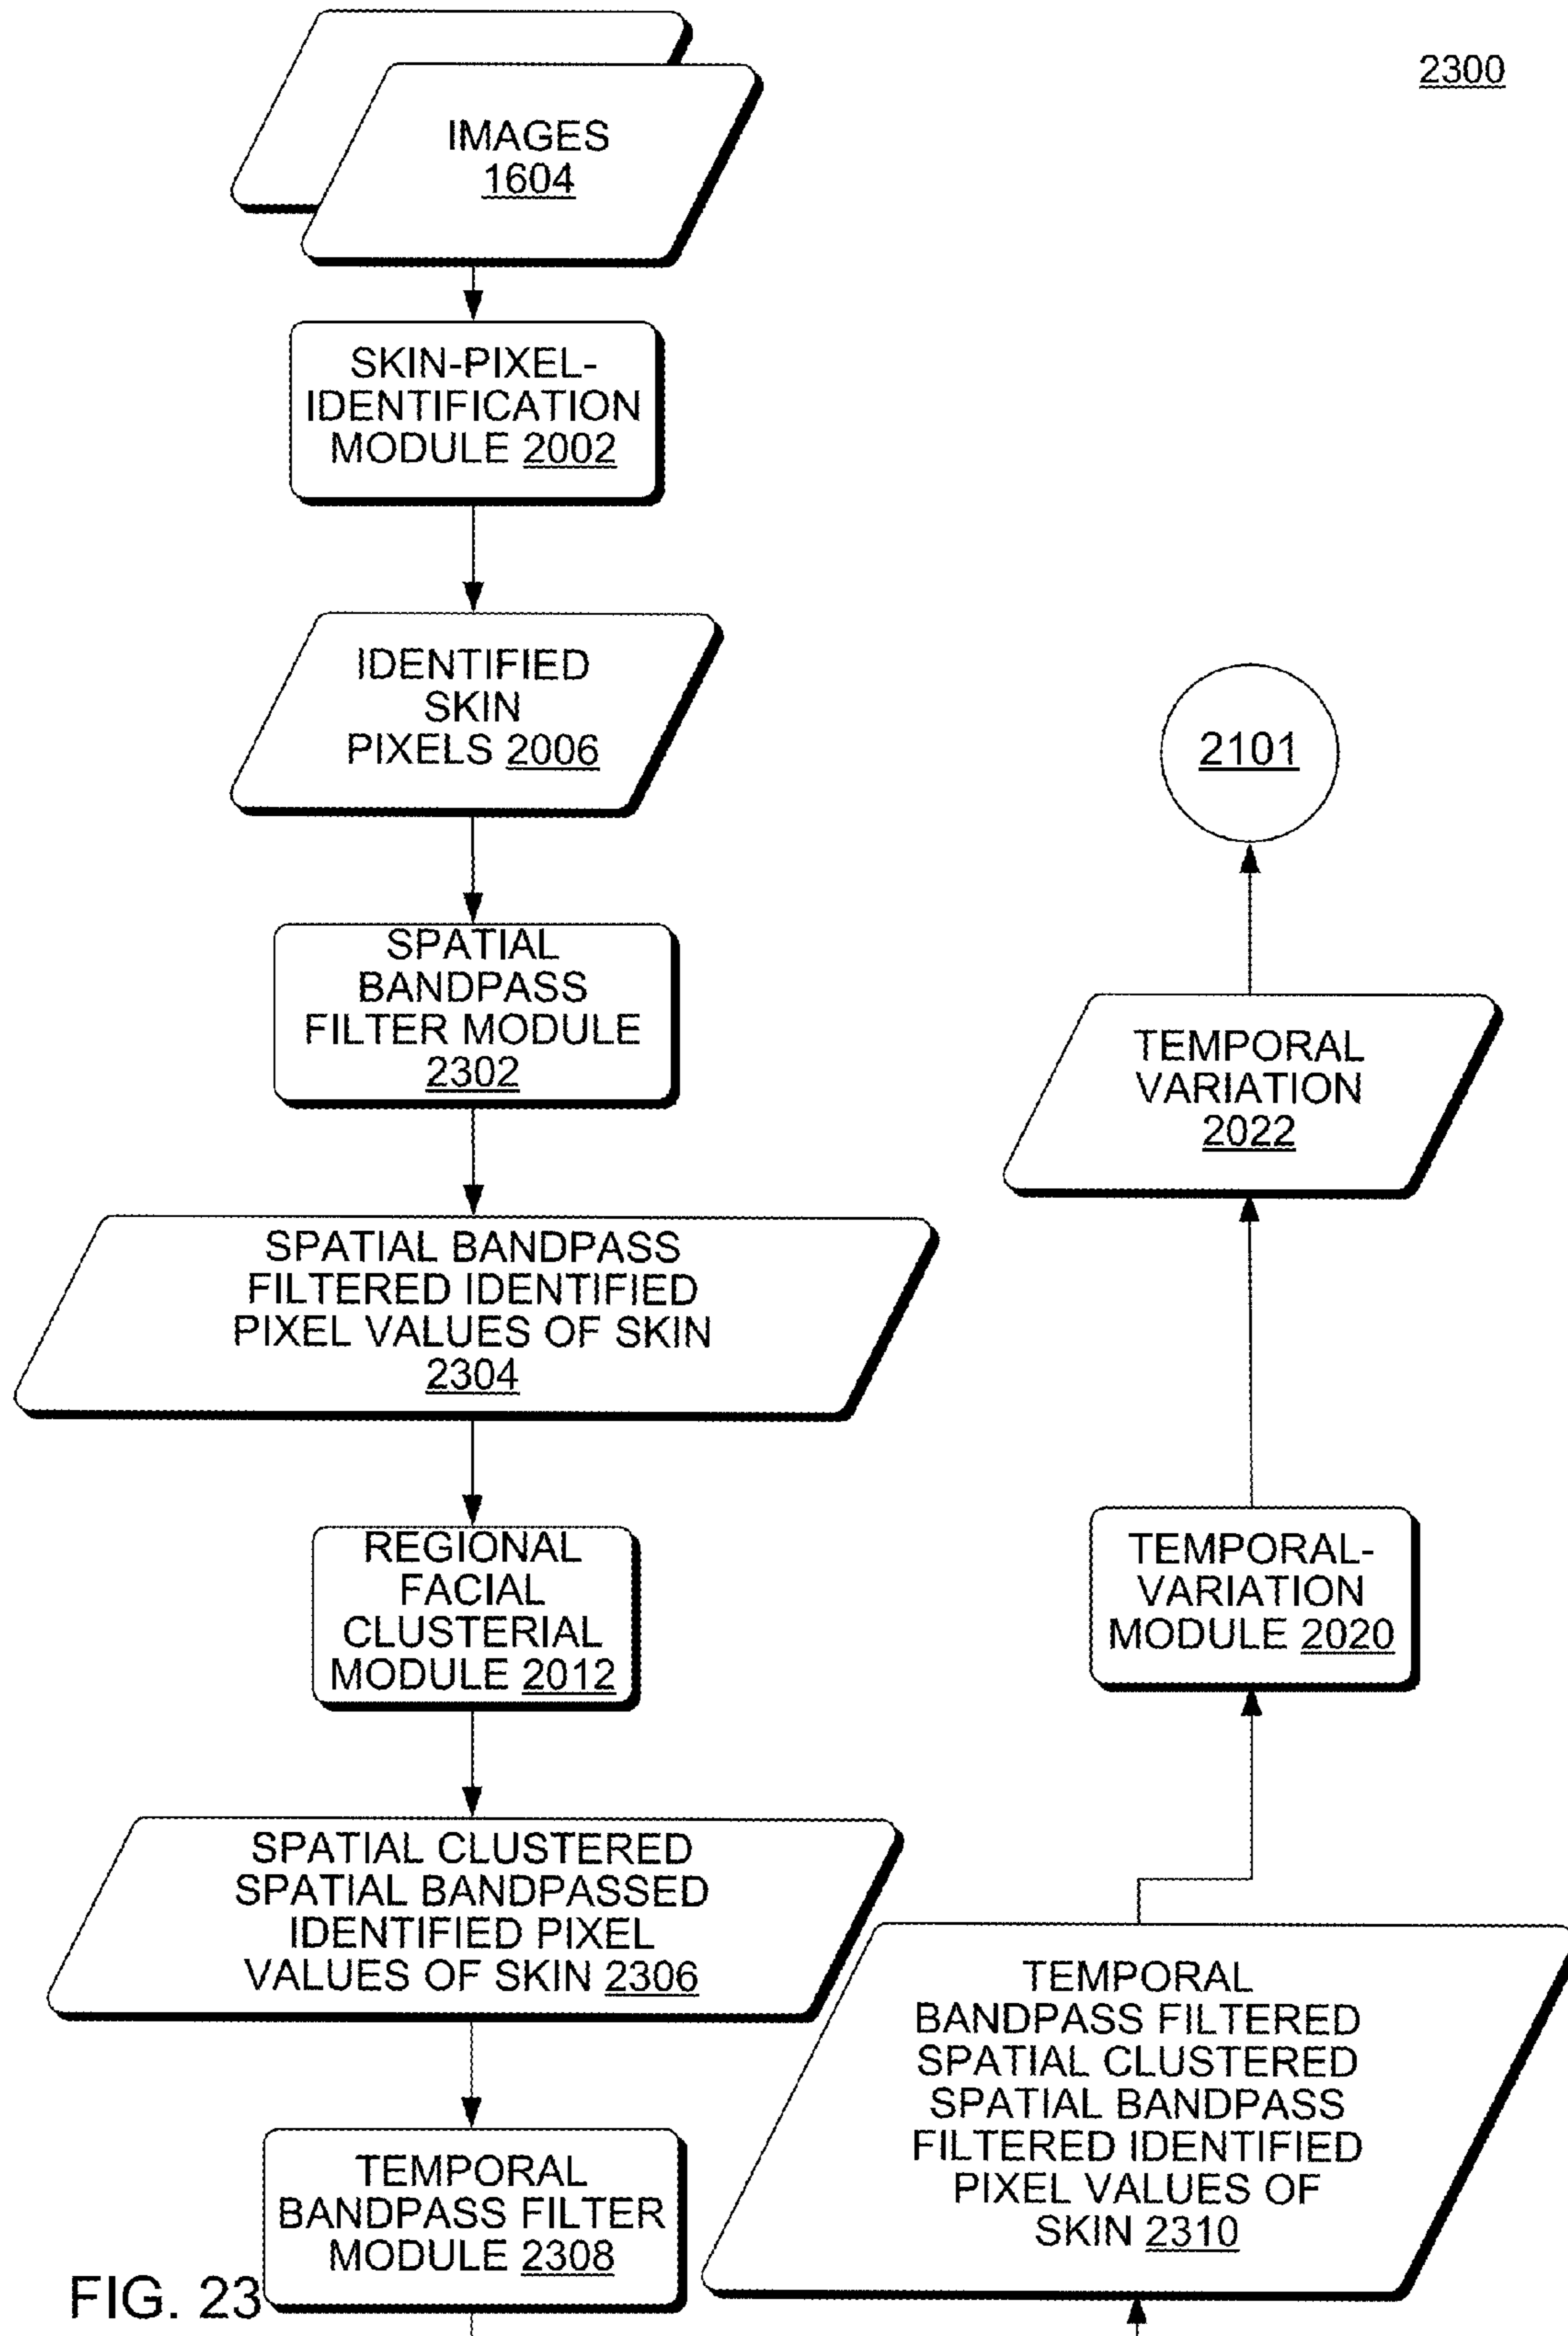 2300
IMAGES
1604
SKIN-PIXEL-
IDENTIFICATION
MODULE 2002
IDENTIFIED
SKIN
PIXELS 2006
SPATIAL
BANDPASS
FILTER MODULE
2302
SPATIAL BANDPASS
FILTERED IDENTIFIED
PIXEL VALUES OF SKIN
2304
REGIONAL
FACIAL
CLUSTERIAL
MODULE 2012
SPATIAL CLUSTERED
SPATIAL BANDPASSED
IDENTIFIED PIXEL
VALUES OF SKIN 2306
TEMPORAL
BANDPASS FILTER
MODULE 2308
TEMPORAL
BANDPASS FILTERED
SPATIAL CLUSTERED
SPATIAL BANDPASS
FILTERED IDENTIFIED
PIXEL VALUES OF
SKIN 2310
TEMPORAL-
VARIATION
MODULE 2020
TEMPORAL
VARIATION
2022
2101
FIG. 23